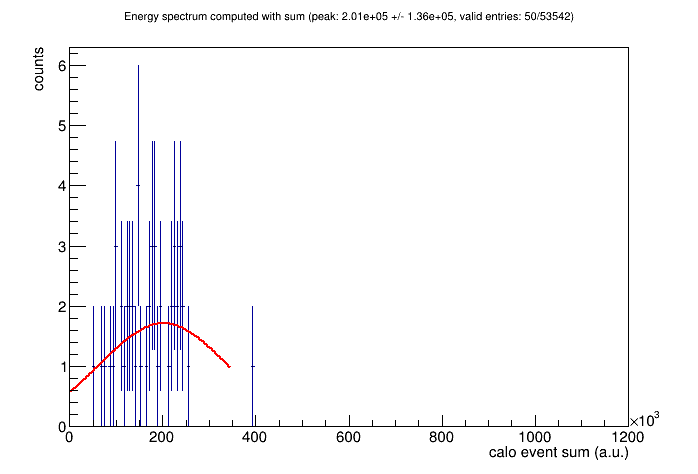 Energy spectrum computed with sum (peak: 2.01e+05 +/- 1.36e+05, valid entries: 50/53542)
counts
6
5
4
3
2
1
0
0 200 400 600 800 1000 1200
×10³
calo event sum (a.u.)